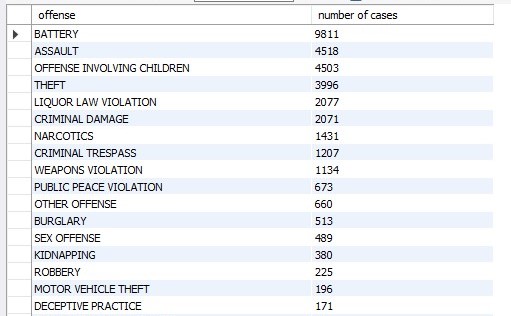 offense number of cases
BATTERY 9811
ASSAULT 4518
OFFENSE INVOLVING CHILDREN 4503
THEFT 3996
LIQUOR LAW VIOLATION 2077
CRIMINAL DAMAGE 2071
NARCOTICS 1431
CRIMINAL TRESPASS 1207
WEAPONS VIOLATION 1134
PUBLIC PEACE VIOLATION 673
OTHER OFFENSE 660
BURGLARY 513
SEX OFFENSE 489
KIDNAPPING 380
ROBBERY 225
MOTOR VEHICLE THEFT 196
DECEPTIVE PRACTICE 171